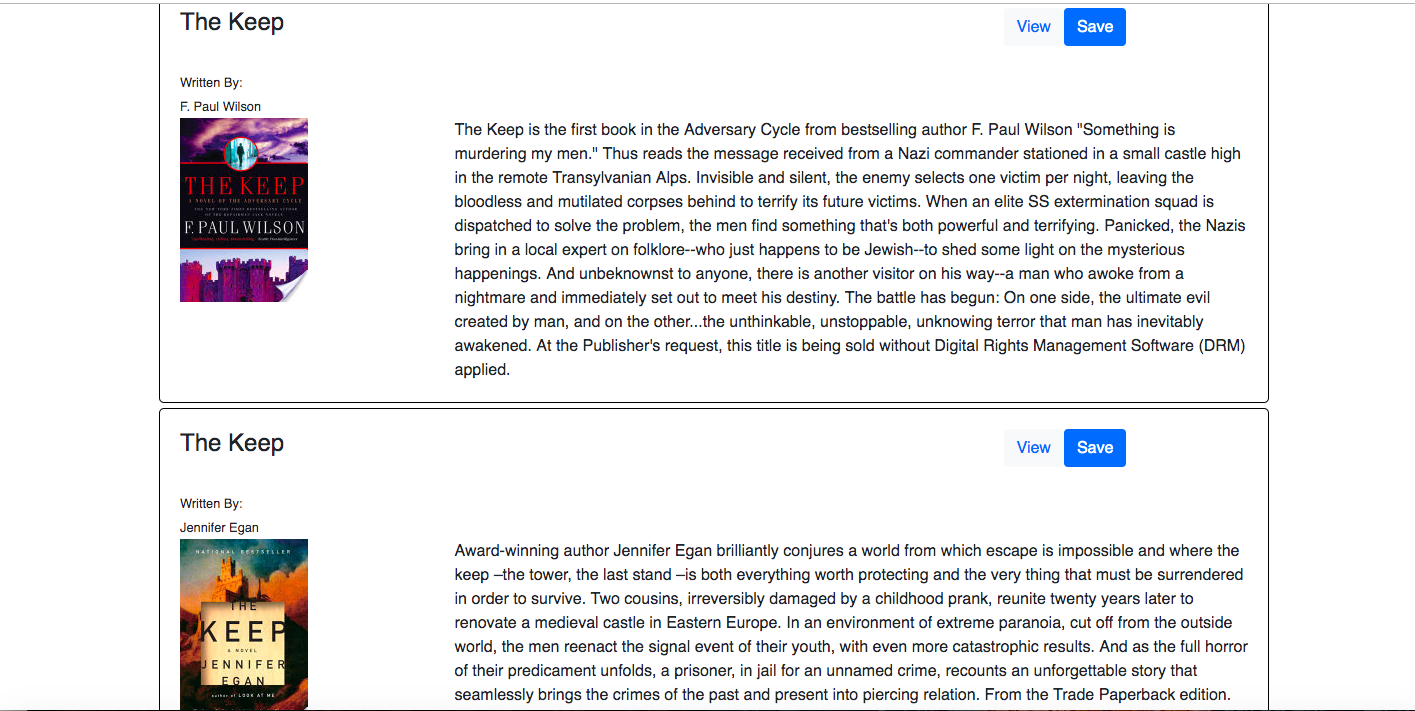 The Keep
View
Save
Written By:
F. Paul Wilson
THE KEEP
A NOVEL OF THE ADVERSARY CYCLE
F. PAUL WILSON
The Keep is the first book in the Adversary Cycle from bestselling author F. Paul Wilson "Something is
murdering my men." Thus reads the message received from a Nazi commander stationed in a small castle high
in the remote Transylvanian Alps. Invisible and silent, the enemy selects one victim per night, leaving the
bloodless and mutilated corpses behind to terrify its future victims. When an elite SS extermination squad is
dispatched to solve the problem, the men find something that's both powerful and terrifying. Panicked, the Nazis
bring in a local expert on folklore--who just happens to be Jewish--to shed some light on the mysterious
happenings. And unbeknownst to anyone, there is another visitor on his way--a man who awoke from a
nightmare and immediately set out to meet his destiny. The battle has begun: On one side, the ultimate evil
created by man, and on the other...the unthinkable, unstoppable, unknowing terror that man has inevitably
awakened. At the Publisher's request, this title is being sold without Digital Rights Management Software (DRM)
applied.
The Keep
View
Save
Written By:
Jennifer Egan
NATIONAL BESTSELLER
THE
KEEP
A NOVEL
JENNIFER
EGAN
author of LOOK AT ME
Award-winning author Jennifer Egan brilliantly conjures a world from which escape is impossible and where the
keep –the tower, the last stand –is both everything worth protecting and the very thing that must be surrendered
in order to survive. Two cousins, irreversibly damaged by a childhood prank, reunite twenty years later to
renovate a medieval castle in Eastern Europe. In an environment of extreme paranoia, cut off from the outside
world, the men reenact the signal event of their youth, with even more catastrophic results. And as the full horror
of their predicament unfolds, a prisoner, in jail for an unnamed crime, recounts an unforgettable story that
seamlessly brings the crimes of the past and present into piercing relation. From the Trade Paperback edition.